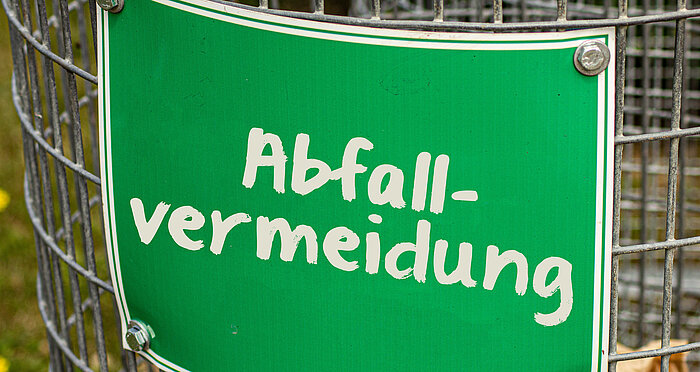 Abfall-
vermeidung